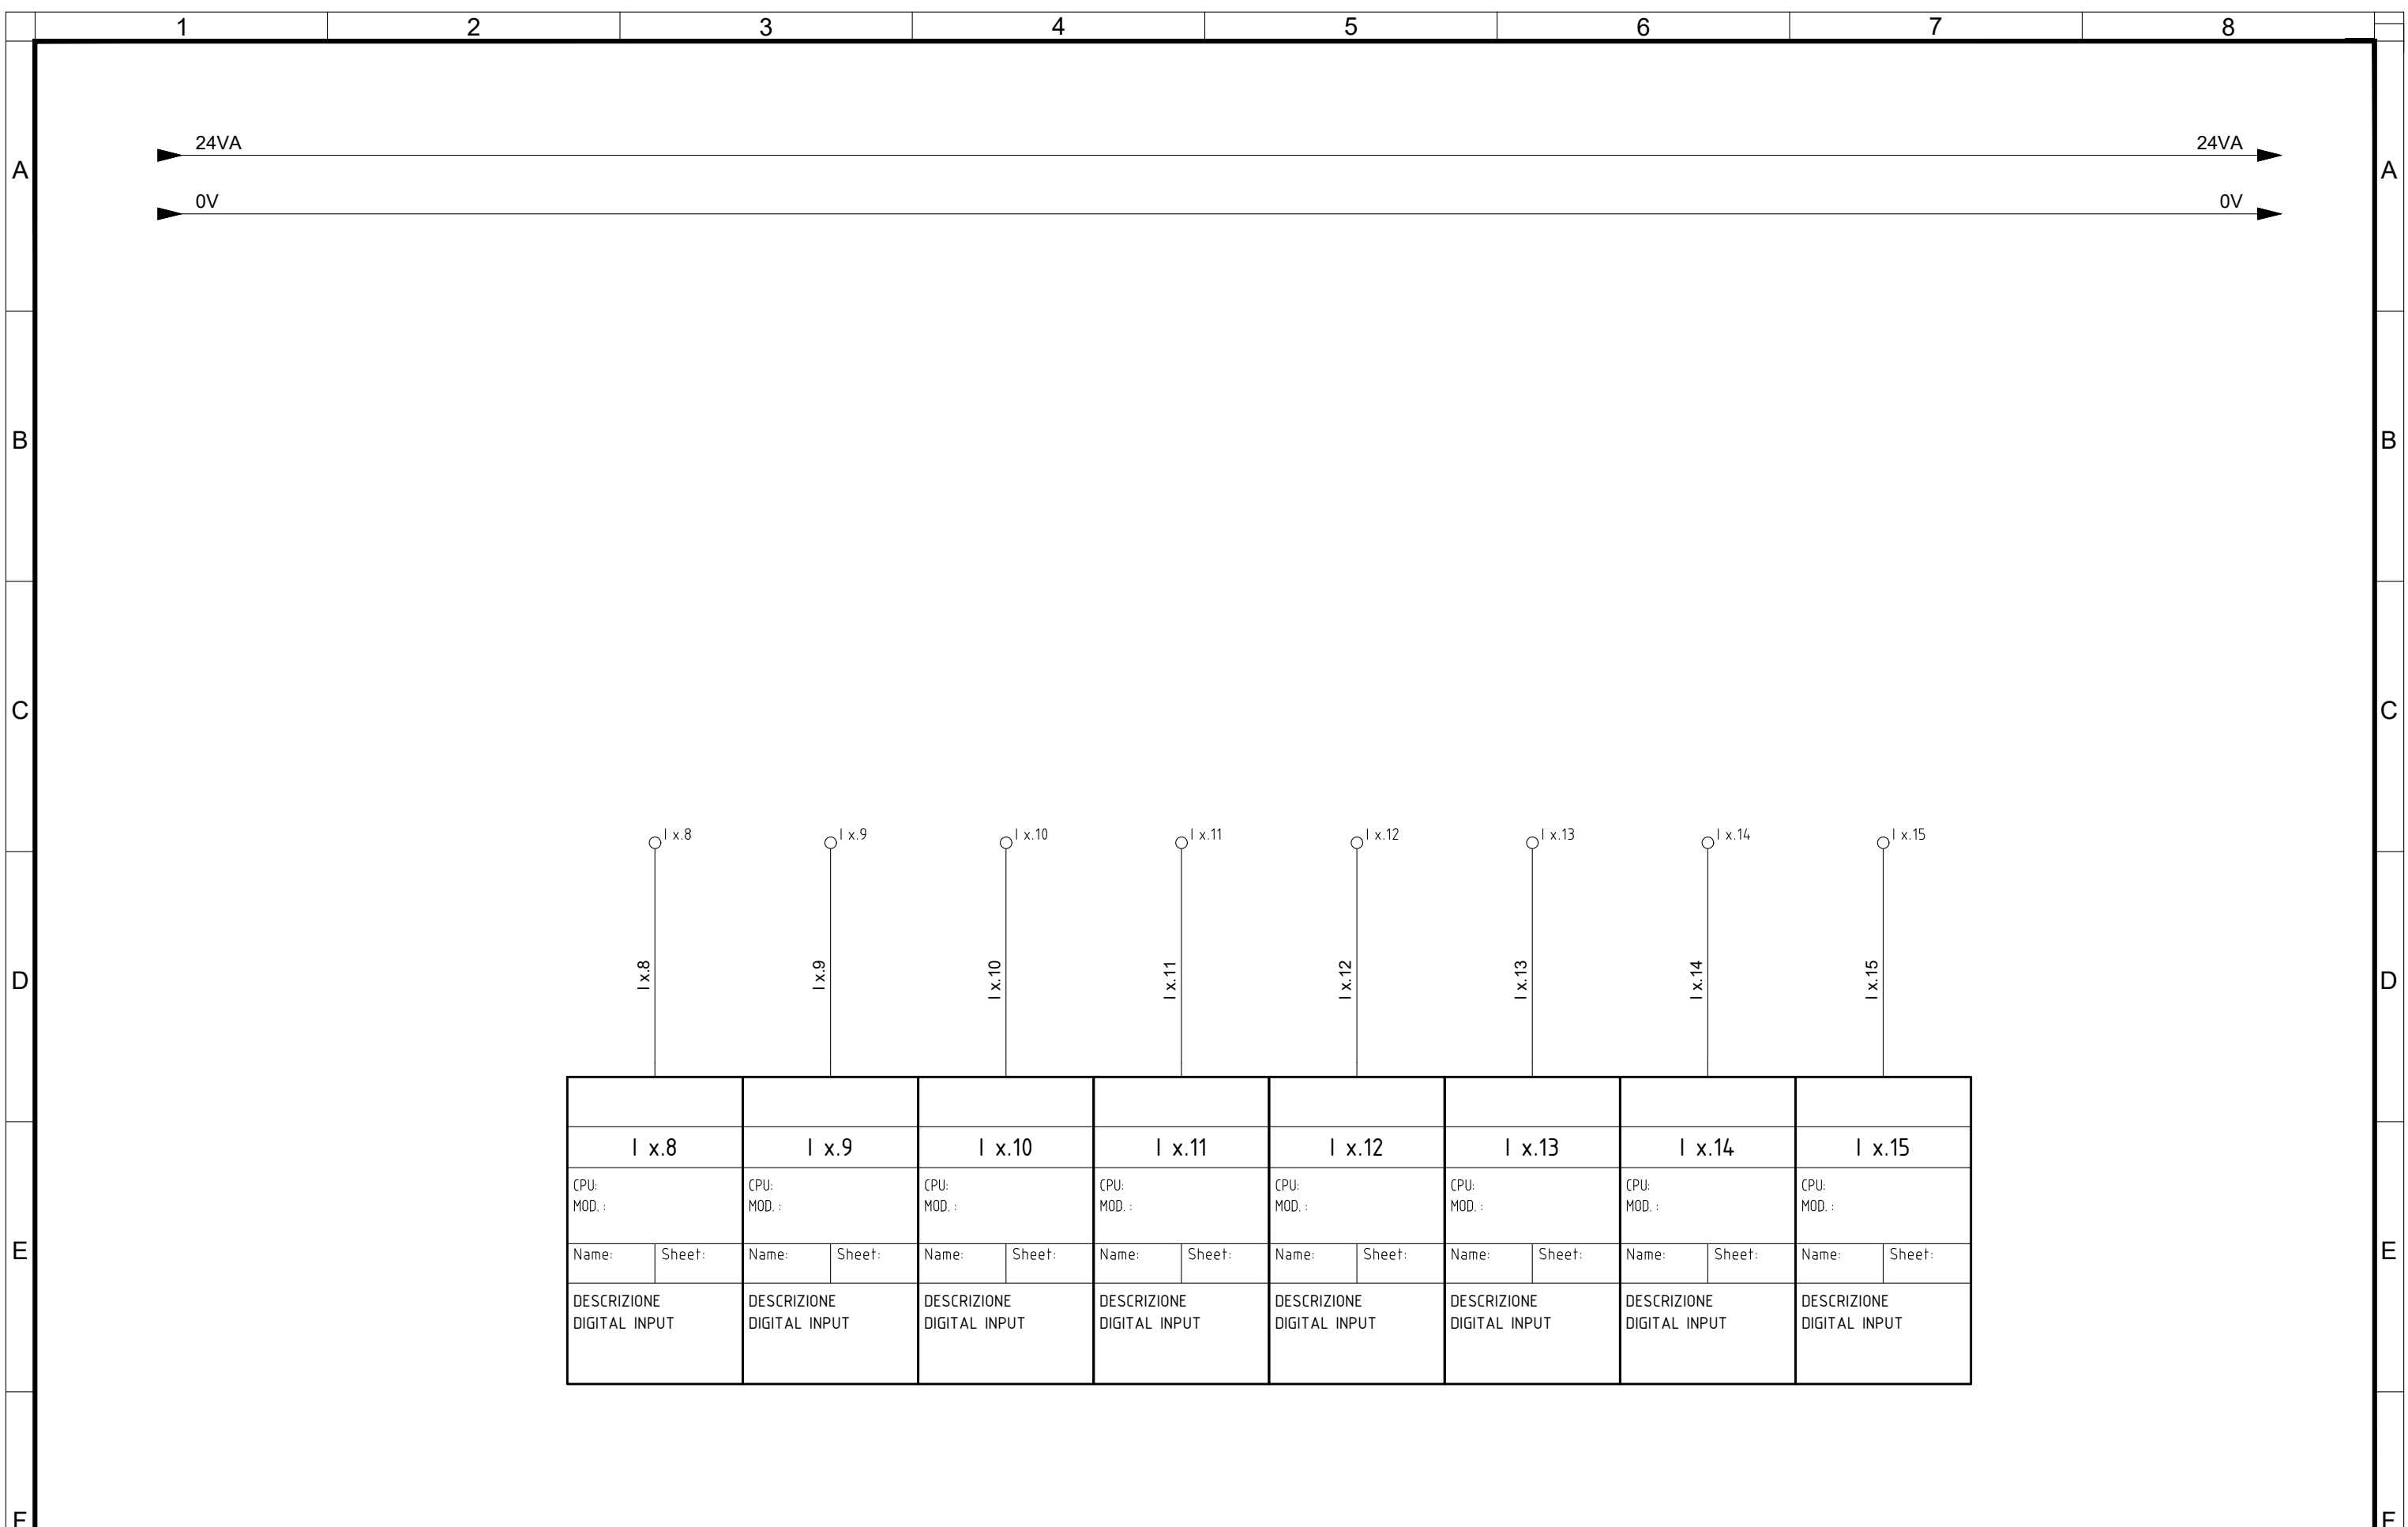 1 2 3 4 5 6 7 8
24VA 24VA
A A
0V 0V
B B
C C
I x.8 I x.9 I x.10 I x.11 I x.12 I x.13 I x.14 I x.15
D I x.8 I x.9 I x.10 I x.11 I x.12 I x.13 I x.14 I x.15 D
I x.8 I x.9 I x.10 I x.11 I x.12 I x.13 I x.14 I x.15
CPU: CPU: CPU: CPU: CPU: CPU: CPU: CPU:
MOD. : MOD. : MOD. : MOD. : MOD. : MOD. : MOD. : MOD. :
E Name: Sheet: Name: Sheet: Name: Sheet: Name: Sheet: Name: Sheet: Name: Sheet: Name: Sheet: Name: Sheet: E
DESCRIZIONE DESCRIZIONE DESCRIZIONE DESCRIZIONE DESCRIZIONE DESCRIZIONE DESCRIZIONE DESCRIZIONE
DIGITAL INPUT DIGITAL INPUT DIGITAL INPUT DIGITAL INPUT DIGITAL INPUT DIGITAL INPUT DIGITAL INPUT DIGITAL INPUT
F F